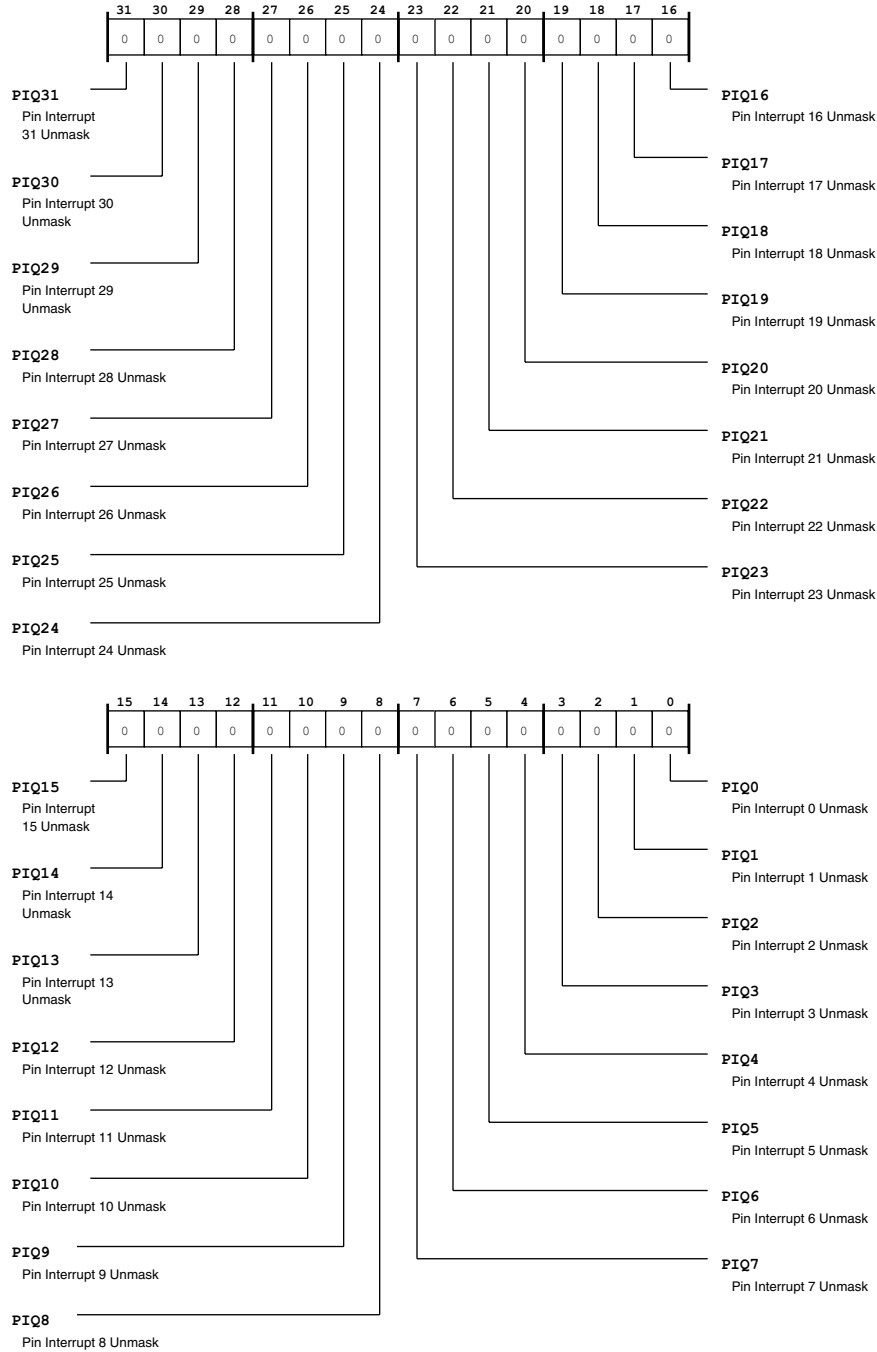 31 30 29 28 27 26 25 24 23 22 21 20 19 18 17 16
0 0 0 0 0 0 0 0 0 0 0 0 0 0 0 0
PIQ31
Pin Interrupt
31 Unmask
PIQ30
Pin Interrupt 30
Unmask
PIQ29
Pin Interrupt 29
Unmask
PIQ28
Pin Interrupt 28 Unmask
PIQ27
Pin Interrupt 27 Unmask
PIQ26
Pin Interrupt 26 Unmask
PIQ25
Pin Interrupt 25 Unmask
PIQ24
Pin Interrupt 24 Unmask
PIQ16
Pin Interrupt 16 Unmask
PIQ17
Pin Interrupt 17 Unmask
PIQ18
Pin Interrupt 18 Unmask
PIQ19
Pin Interrupt 19 Unmask
PIQ20
Pin Interrupt 20 Unmask
PIQ21
Pin Interrupt 21 Unmask
PIQ22
Pin Interrupt 22 Unmask
PIQ23
Pin Interrupt 23 Unmask
15 14 13 12 11 10 9 8 7 6 5 4 3 2 1 0
0 0 0 0 0 0 0 0 0 0 0 0 0 0 0 0
PIQ15
Pin Interrupt
15 Unmask
PIQ14
Pin Interrupt 14
Unmask
PIQ13
Pin Interrupt 13
Unmask
PIQ12
Pin Interrupt 12 Unmask
PIQ11
Pin Interrupt 11 Unmask
PIQ10
Pin Interrupt 10 Unmask
PIQ9
Pin Interrupt 9 Unmask
PIQ8
Pin Interrupt 8 Unmask
PIQ0
Pin Interrupt 0 Unmask
PIQ1
Pin Interrupt 1 Unmask
PIQ2
Pin Interrupt 2 Unmask
PIQ3
Pin Interrupt 3 Unmask
PIQ4
Pin Interrupt 4 Unmask
PIQ5
Pin Interrupt 5 Unmask
PIQ6
Pin Interrupt 6 Unmask
PIQ7
Pin Interrupt 7 Unmask